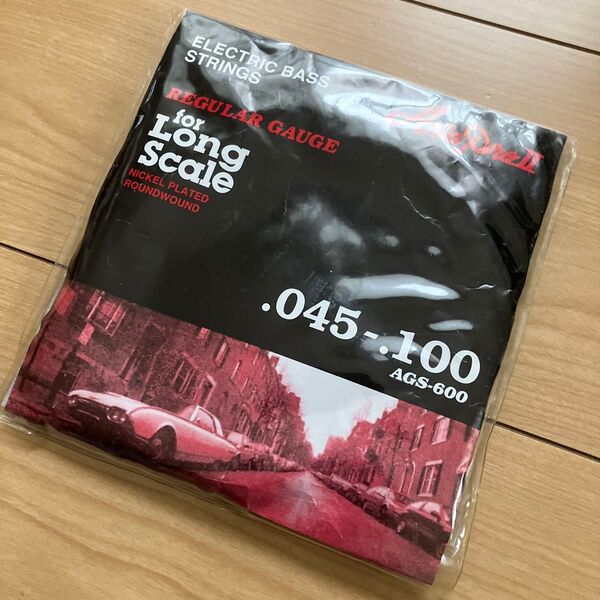 ELECTRIC BASS
STRINGS
REGULAR GAUGE
for
Long
Scale
NICKEL PLATED
ROUNDWOUND
.045-.100
AGS-600